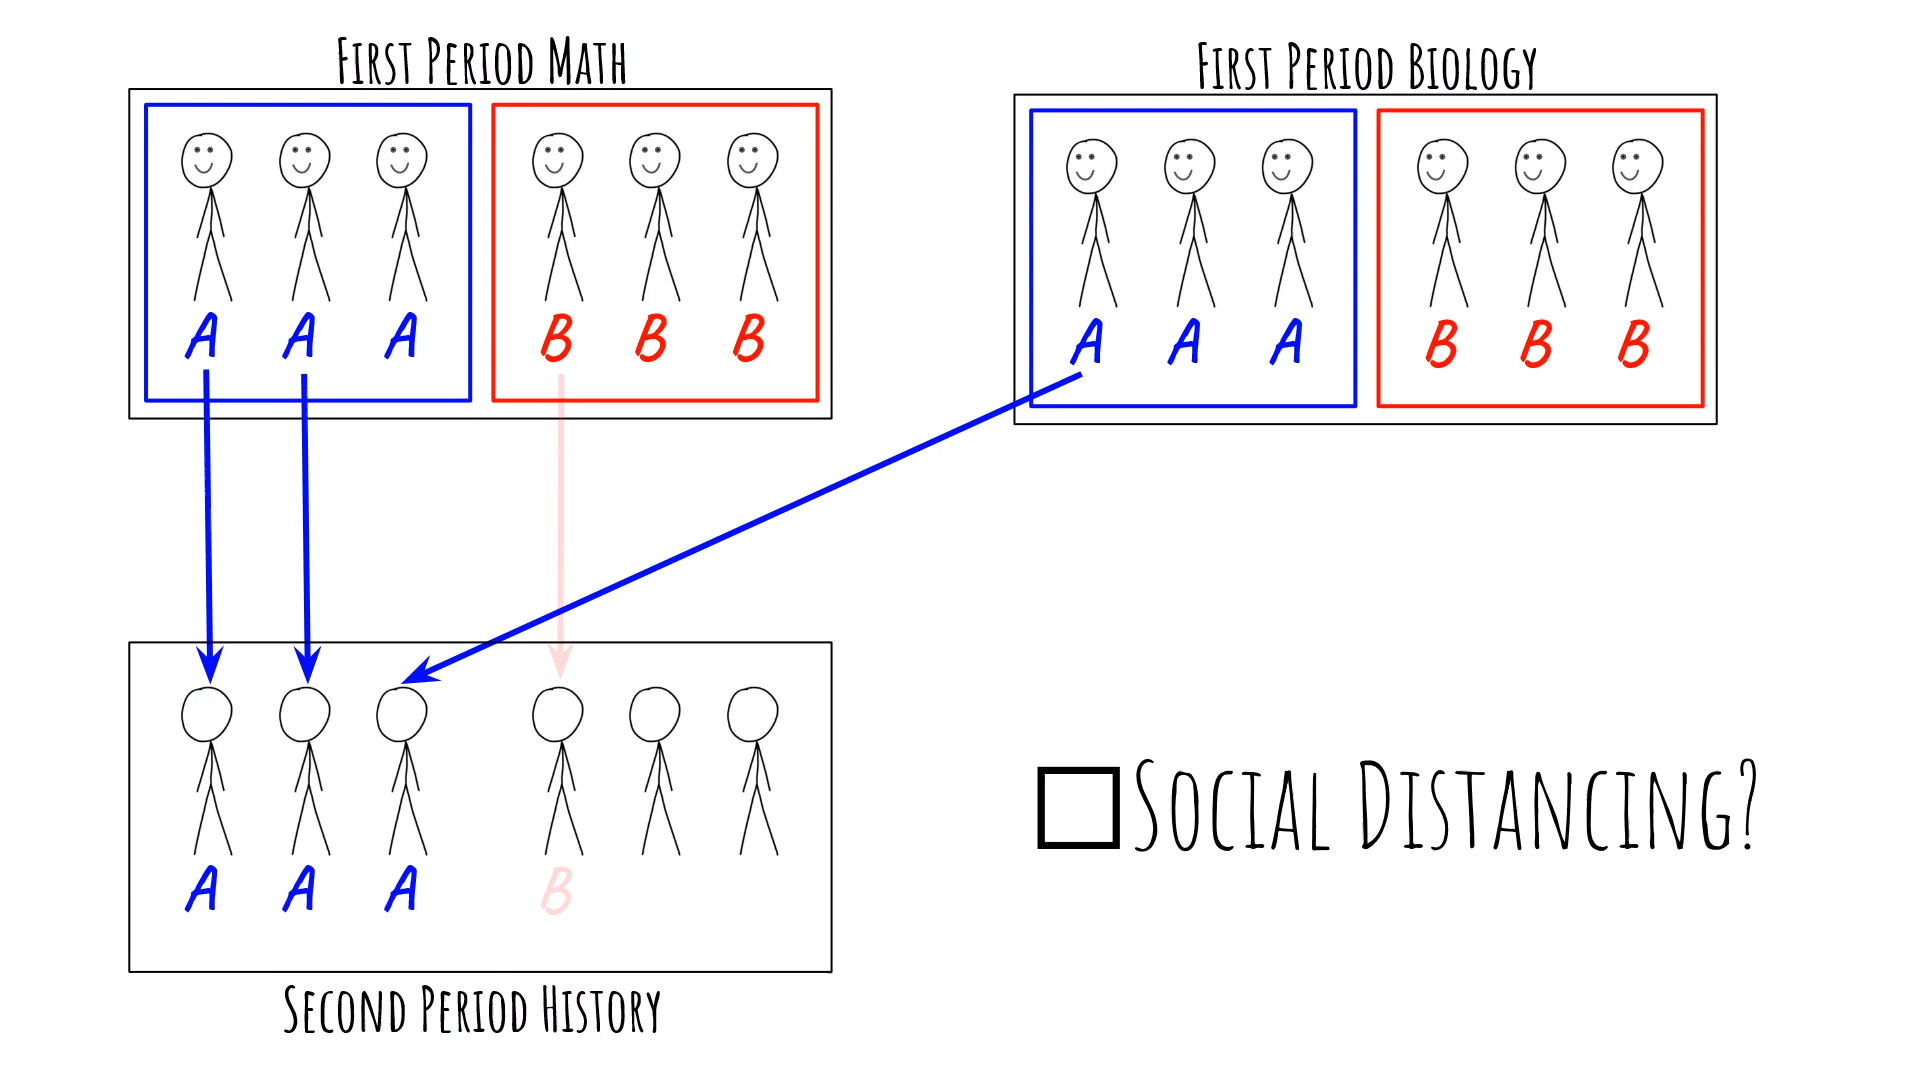 First Period Math
First Period Biology
A A A B B B
A A A B B B
A A A B
Social Distancing?
Second Period History